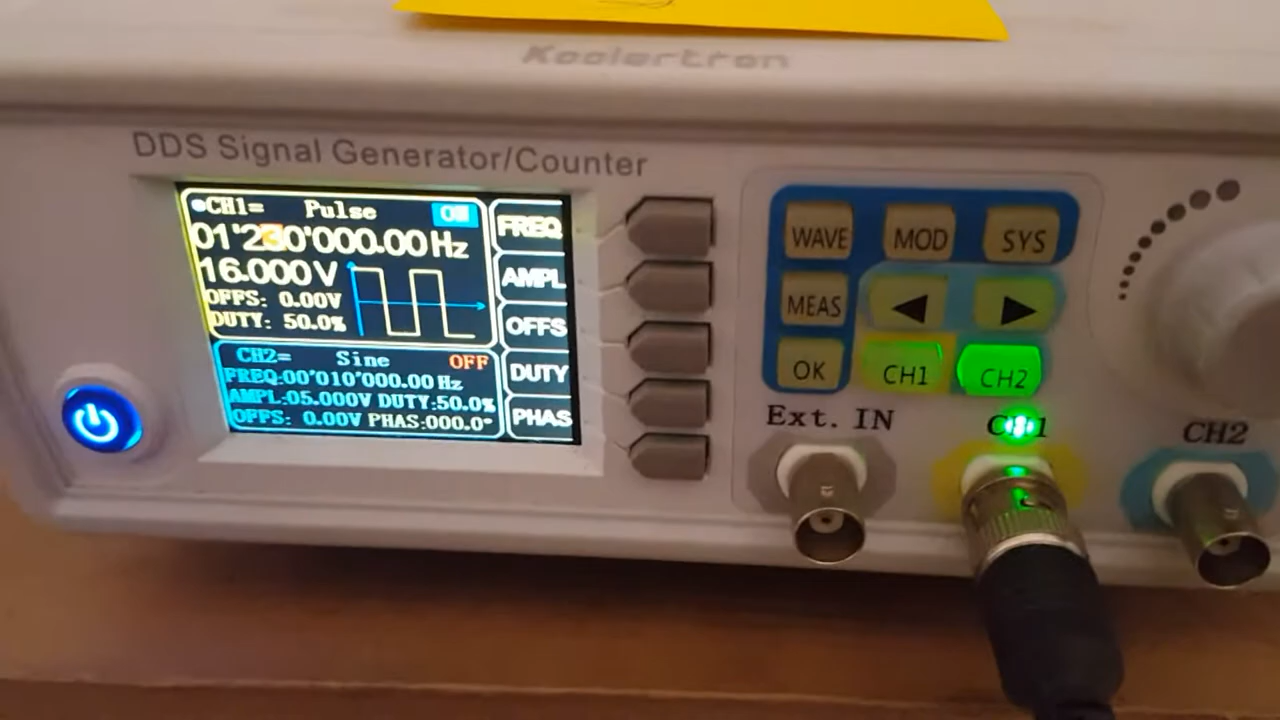 Koolertron
DDS Signal Generator/Counter
CH1= Pulse ON
01'230'000.00 Hz
16.000V
OFFS: 0.00V
DUTY: 50.0%
CH2= Sine OFF
FREQ:00'010'000.00 Hz
AMPL:05.000V DUTY:50.0%
OFFS: 0.00V PHAS:000.0°
FREQ
AMPL
OFFS
DUTY
PHAS
WAVE MOD SYS
MEAS ◀ ▶
OK CH1 CH2
Ext. IN CH1 CH2